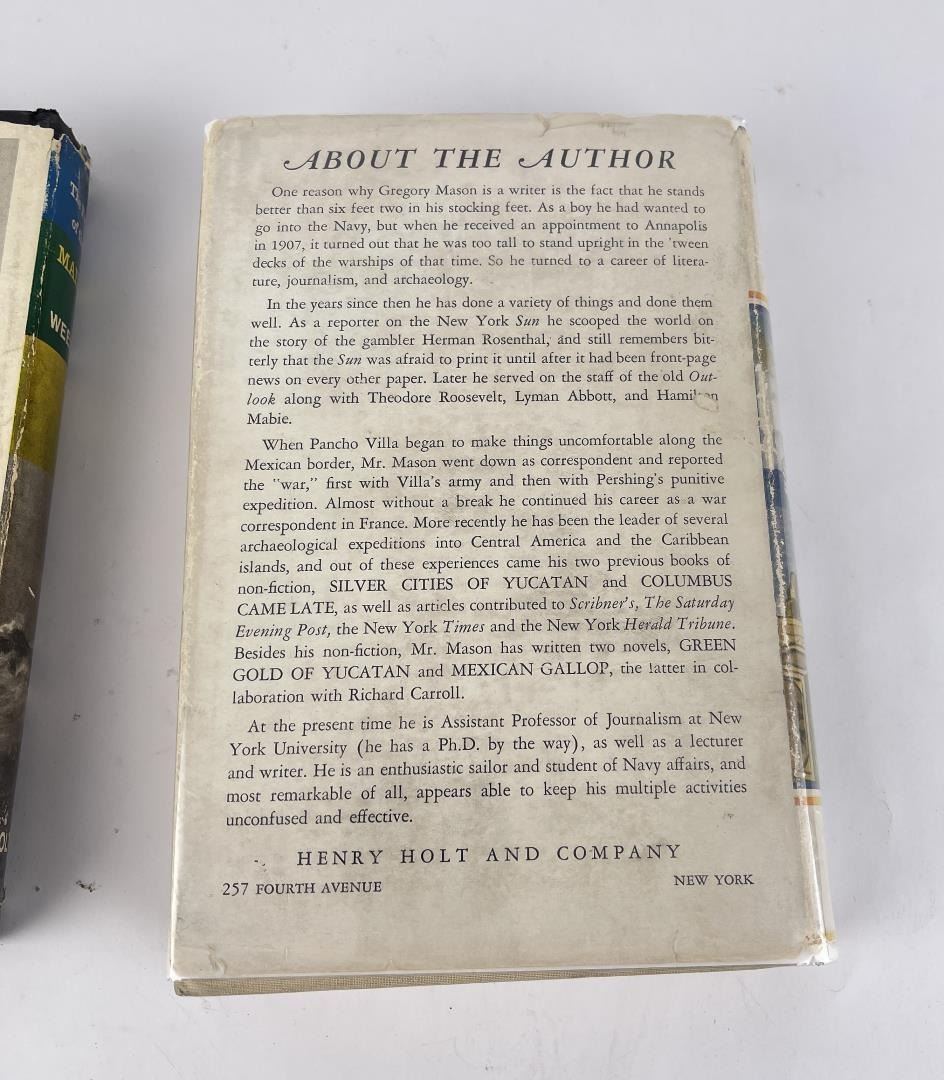 ABOUT THE AUTHOR
One reason why Gregory Mason is a writer is the fact that he stands
better than six feet two in his stocking feet. As a boy he had wanted to
go into the Navy, but when he received an appointment to Annapolis
in 1907, it turned out that he was too tall to stand upright in the 'tween
decks of the warships of that time. So he turned to a career of litera-
ture, journalism, and archaeology.
In the years since then he has done a variety of things and done them
well. As a reporter on the New York Sun he scooped the world on
the story of the gambler Herman Rosenthal, and still remembers bit-
terly that the Sun was afraid to print it until after it had been front-page
news on every other paper. Later he served on the staff of the old Out-
look along with Theodore Roosevelt, Lyman Abbott, and Hamilton
Mabie.
When Pancho Villa began to make things uncomfortable along the
Mexican border, Mr. Mason went down as correspondent and reported
the "war," first with Villa's army and then with Pershing's punitive
expedition. Almost without a break he continued his career as a war
correspondent in France. More recently he has been the leader of several
archaeological expeditions into Central America and the Caribbean
islands, and out of these experiences came his two previous books of
non-fiction, SILVER CITIES OF YUCATAN and COLUMBUS
CAME LATE, as well as articles contributed to Scribner's, The Saturday
Evening Post, the New York Times and the New York Herald Tribune.
Besides his non-fiction, Mr. Mason has written two novels, GREEN
GOLD OF YUCATAN and MEXICAN GALLOP, the latter in col-
laboration with Richard Carroll.
At the present time he is Assistant Professor of Journalism at New
York University (he has a Ph.D. by the way), as well as a lecturer
and writer. He is an enthusiastic sailor and student of Navy affairs, and
most remarkable of all, appears able to keep his multiple activities
unconfused and effective.
HENRY HOLT AND COMPANY
257 FOURTH AVENUE NEW YORK